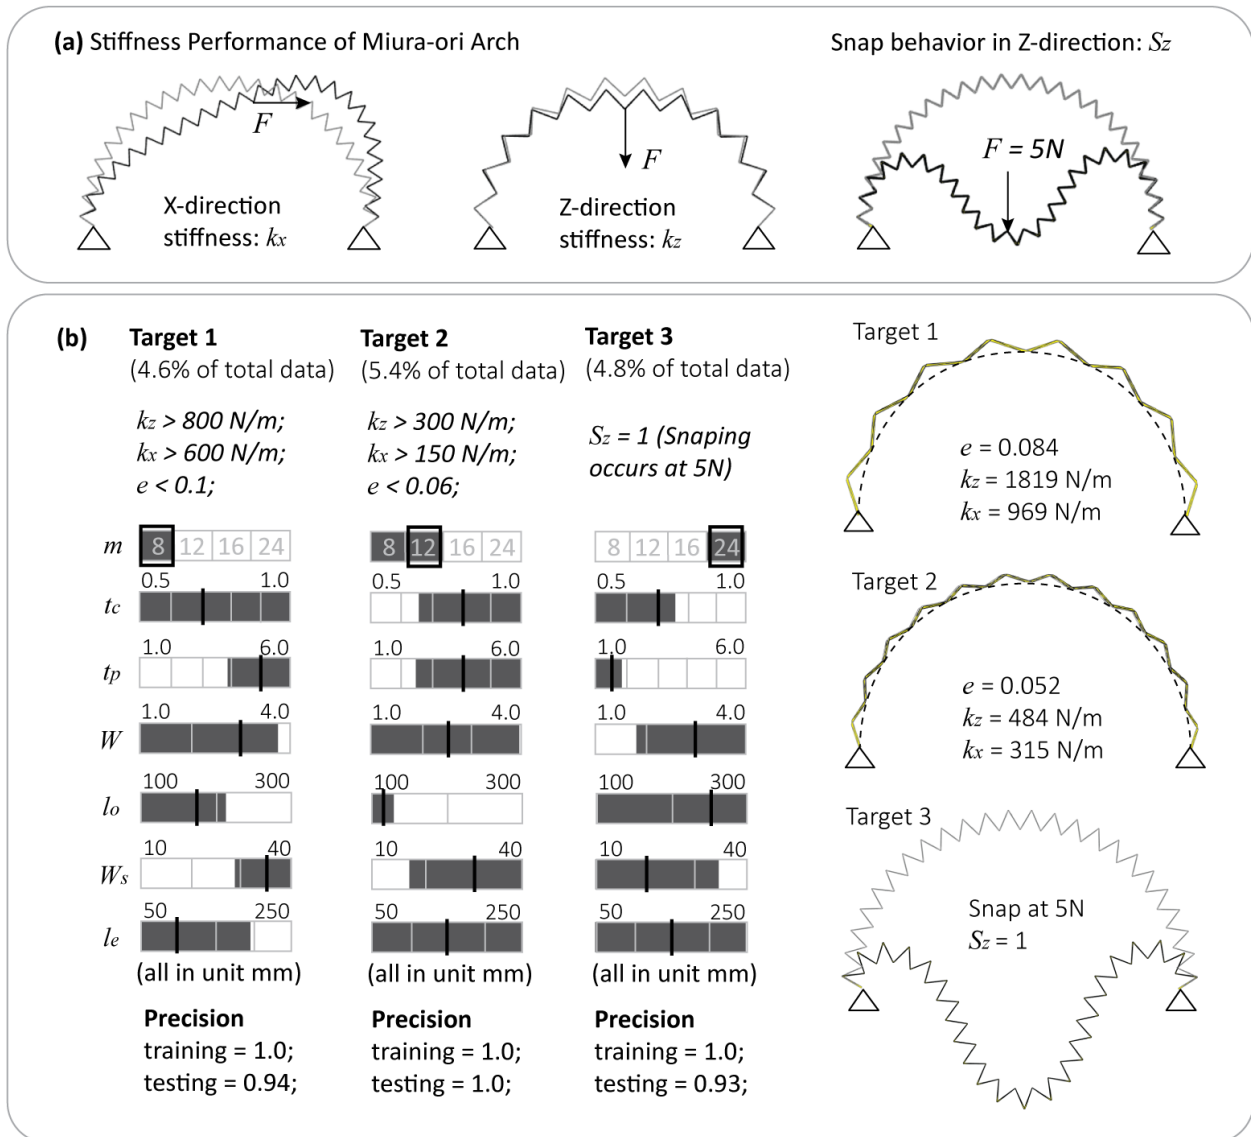 (a) Stiffness Performance of Miura-ori Arch
Snap behavior in Z-direction: Sz
F
X-direction
stiffness: kx
F
Z-direction
stiffness: kz
F = 5N
(b)
Target 1
(4.6% of total data)
kz > 800 N/m;
kx > 600 N/m;
e < 0.1;
Target 2
(5.4% of total data)
kz > 300 N/m;
kx > 150 N/m;
e < 0.06;
Target 3
(4.8% of total data)
Sz = 1 (Snaping
occurs at 5N)
m 8 12 16 24 8 12 16 24 8 12 16 24
0.5 1.0 0.5 1.0 0.5 1.0
tc
1.0 6.0 1.0 6.0 1.0 6.0
tp
1.0 4.0 1.0 4.0 1.0 4.0
W
100 300 100 300 100 300
lo
10 40 10 40 10 40
Ws
50 250 50 250 50 250
le
(all in unit mm) (all in unit mm) (all in unit mm)
Precision
training = 1.0;
testing = 0.94;
Precision
training = 1.0;
testing = 1.0;
Precision
training = 1.0;
testing = 0.93;
Target 1
e = 0.084
kz = 1819 N/m
kx = 969 N/m
Target 2
e = 0.052
kz = 484 N/m
kx = 315 N/m
Target 3
Snap at 5N
Sz = 1